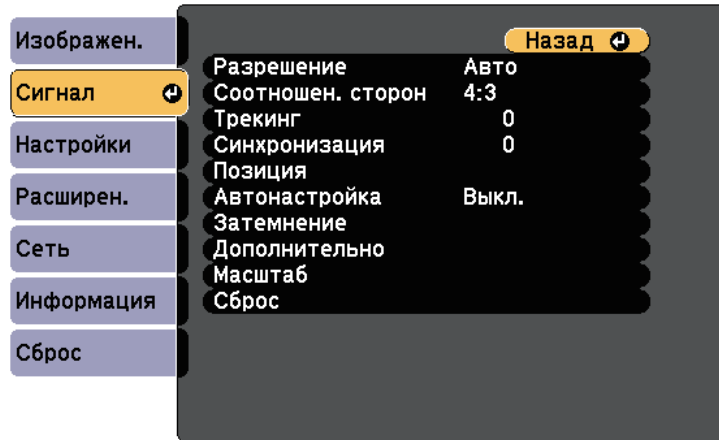 Изображен.
Сигнал
Настройки
Расширен.
Сеть
Информация
Сброс
Назад
Разрешение Авто
Соотношен. сторон 4:3
Трекинг 0
Синхронизация 0
Позиция
Автонастройка Выкл.
Затемнение
Дополнительно
Масштаб
Сброс